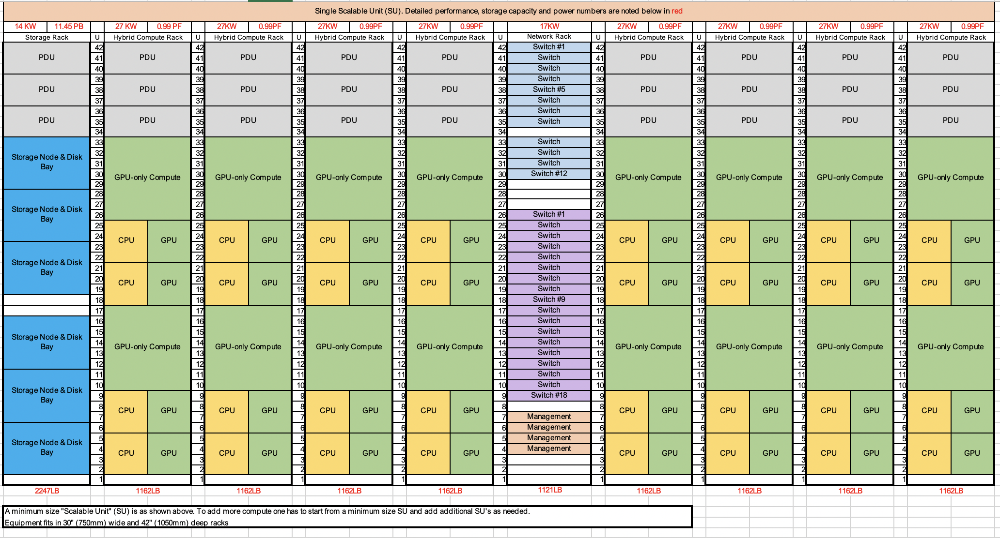 Single Scalable Unit (SU). Detailed performance, storage capacity and power numbers are noted below in red
14 KW 11.45 PB 27 KW 0.99 PF 27KW 0.99PF 27KW 0.99PF 27KW 0.99PF 17KW 27KW 0.99PF 27KW 0.99PF 27KW 0.99PF 27KW 0.99PF
Storage Rack U Hybrid Compute Rack U Hybrid Compute Rack U Hybrid Compute Rack U Hybrid Compute Rack U Network Rack U Hybrid Compute Rack U Hybrid Compute Rack U Hybrid Compute Rack U Hybrid Compute Rack
42 42 42 42 42 Switch #1 42 42 42 42
PDU 41 PDU 41 PDU 41 PDU 41 PDU 41 Switch 41 PDU 41 PDU 41 PDU 41 PDU
40 40 40 40 40 Switch 40 40 40 40
39 39 39 39 39 Switch 39 39 39 39
PDU 38 PDU 38 PDU 38 PDU 38 PDU 38 Switch #5 38 PDU 38 PDU 38 PDU 38 PDU
37 37 37 37 37 Switch 37 37 37 37
36 36 36 36 36 Switch 36 36 36 36
PDU 35 PDU 35 PDU 35 PDU 35 PDU 35 Switch 35 PDU 35 PDU 35 PDU 35 PDU
34 34 34 34 34 34 34 34 34
33 33 33 33 33 Switch 33 33 33 33
Storage Node & Disk 32 32 32 32 32 Switch 32 32 32 32
Bay 31 31 31 31 31 Switch 31 31 31 31
30 GPU-only Compute 30 GPU-only Compute 30 GPU-only Compute 30 GPU-only Compute 30 Switch #12 30 GPU-only Compute 30 GPU-only Compute 30 GPU-only Compute 30 GPU-only Compute
29 29 29 29 29 29 29 29 29
28 28 28 28 28 28 28 28 28
Storage Node & Disk 27 27 27 27 27 27 27 27 27
Bay 26 26 26 26 26 Switch #1 26 26 26 26
25 25 25 25 25 Switch 25 25 25 25
24 CPU GPU 24 CPU GPU 24 CPU GPU 24 CPU GPU 24 Switch 24 CPU GPU 24 CPU GPU 24 CPU GPU 24 CPU GPU
23 23 23 23 23 Switch 23 23 23 23
Storage Node & Disk 22 22 22 22 22 Switch 22 22 22 22
Bay 21 21 21 21 21 Switch 21 21 21 21
20 CPU GPU 20 CPU GPU 20 CPU GPU 20 CPU GPU 20 Switch 20 CPU GPU 20 CPU GPU 20 CPU GPU 20 CPU GPU
19 19 19 19 19 Switch 19 19 19 19
18 18 18 18 18 Switch #9 18 18 18 18
17 17 17 17 17 Switch 17 17 17 17
16 16 16 16 16 Switch 16 16 16 16
Storage Node & Disk 15 15 15 15 15 Switch 15 15 15 15
Bay 14 GPU-only Compute 14 GPU-only Compute 14 GPU-only Compute 14 GPU-only Compute 14 Switch 14 GPU-only Compute 14 GPU-only Compute 14 GPU-only Compute 14 GPU-only Compute
13 13 13 13 13 Switch 13 13 13 13
12 12 12 12 12 Switch 12 12 12 12
11 11 11 11 11 Switch 11 11 11 11
Storage Node & Disk 10 10 10 10 10 Switch 10 10 10 10
Bay 9 9 9 9 9 Switch #18 9 9 9 9
8 CPU GPU 8 CPU GPU 8 CPU GPU 8 CPU GPU 8 8 CPU GPU 8 CPU GPU 8 CPU GPU 8 CPU GPU
7 7 7 7 7 Management 7 7 7 7
6 6 6 6 6 Management 6 6 6 6
Storage Node & Disk 5 5 5 5 5 Management 5 5 5 5
Bay 4 CPU GPU 4 CPU GPU 4 CPU GPU 4 CPU GPU 4 Management 4 CPU GPU 4 CPU GPU 4 CPU GPU 4 CPU GPU
3 3 3 3 3 3 3 3 3
2 2 2 2 2 2 2 2 2
1 1 1 1 1 1 1 1 1
2247LB 1162LB 1162LB 1162LB 1162LB 1121LB 1162LB 1162LB 1162LB 1162LB
A minimum size "Scalable Unit" (SU) is as shown above. To add more compute one has to start from a minimum size SU and add additional SU's as needed.
Equipment fits in 30" (750mm) wide and 42" (1050mm) deep racks